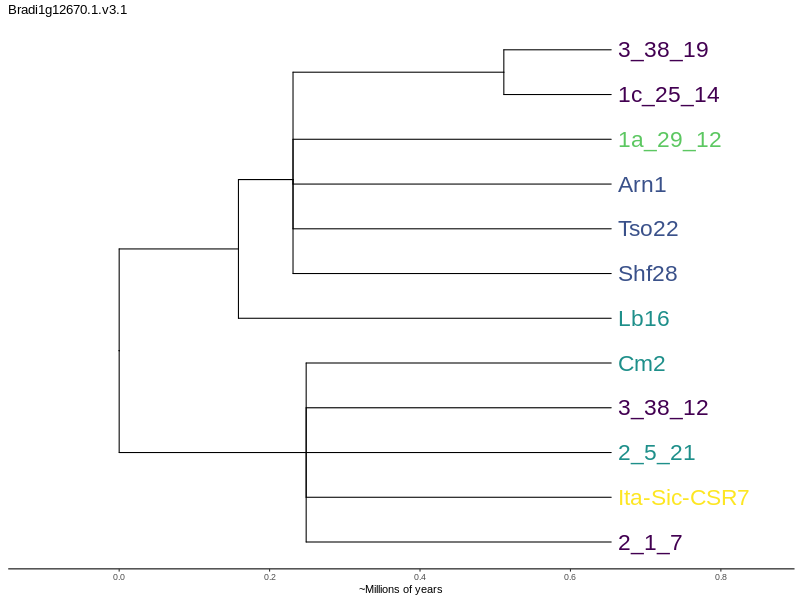 Bradi1g12670.1.v3.1
3_38_19
1c_25_14
1a_29_12
Arn1
Tso22
Shf28
Lb16
Cm2
3_38_12
2_5_21
Ita-Sic-CSR7
2_1_7
0.0 0.2 0.4 0.6 0.8
~Millions of years